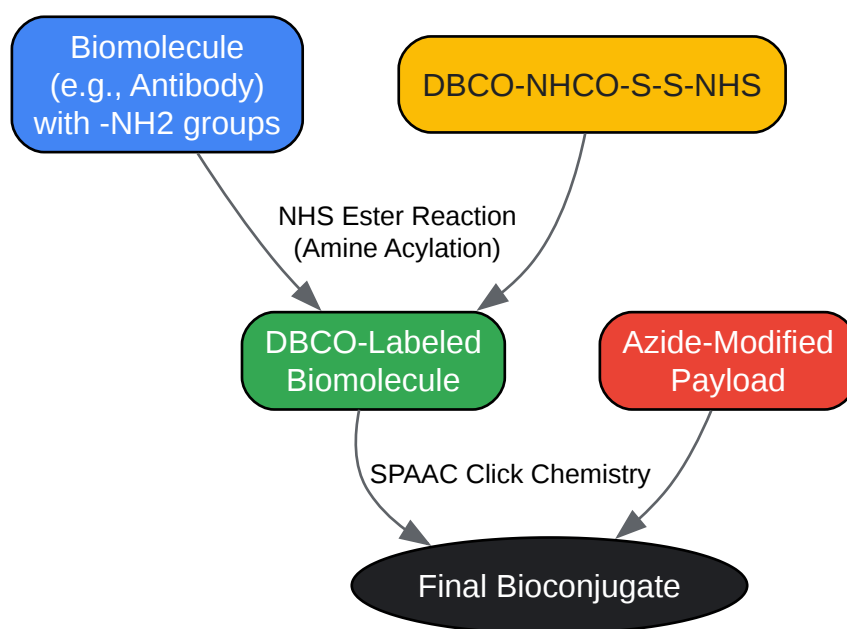 Biomolecule
(e.g., Antibody)
with -NH2 groups
DBCO-NHCO-S-S-NHS
NHS Ester Reaction
(Amine Acylation)
DBCO-Labeled
Biomolecule
Azide-Modified
Payload
SPAAC Click Chemistry
Final Bioconjugate